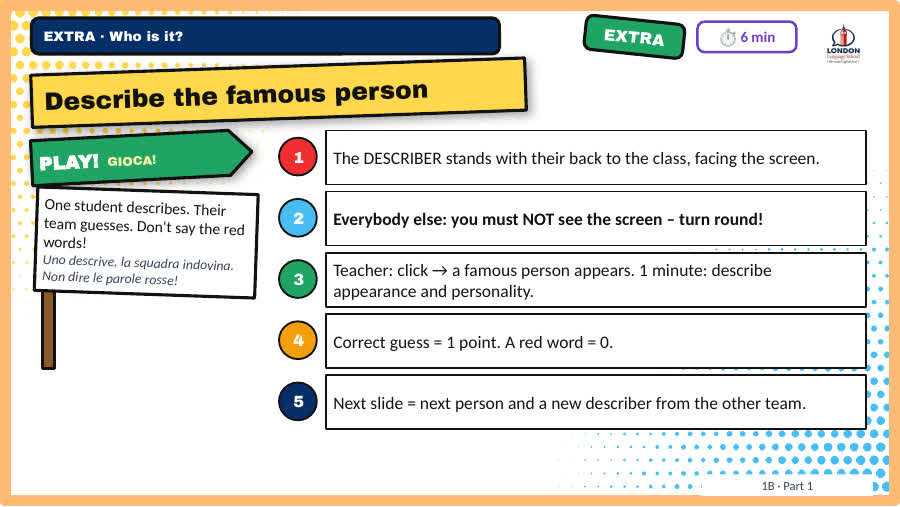 EXTRA · Who is it?
EXTRA
6 min
LONDON
Language School
Describe the famous person
PLAY! GIOCA!
One student describes. Their
team guesses. Don't say the red
words!
Uno descrive, la squadra indovina.
Non dire le parole rosse!
1
The DESCRIBER stands with their back to the class, facing the screen.
2
Everybody else: you must NOT see the screen – turn round!
3
Teacher: click → a famous person appears. 1 minute: describe
appearance and personality.
4
Correct guess = 1 point. A red word = 0.
5
Next slide = next person and a new describer from the other team.
1B · Part 1